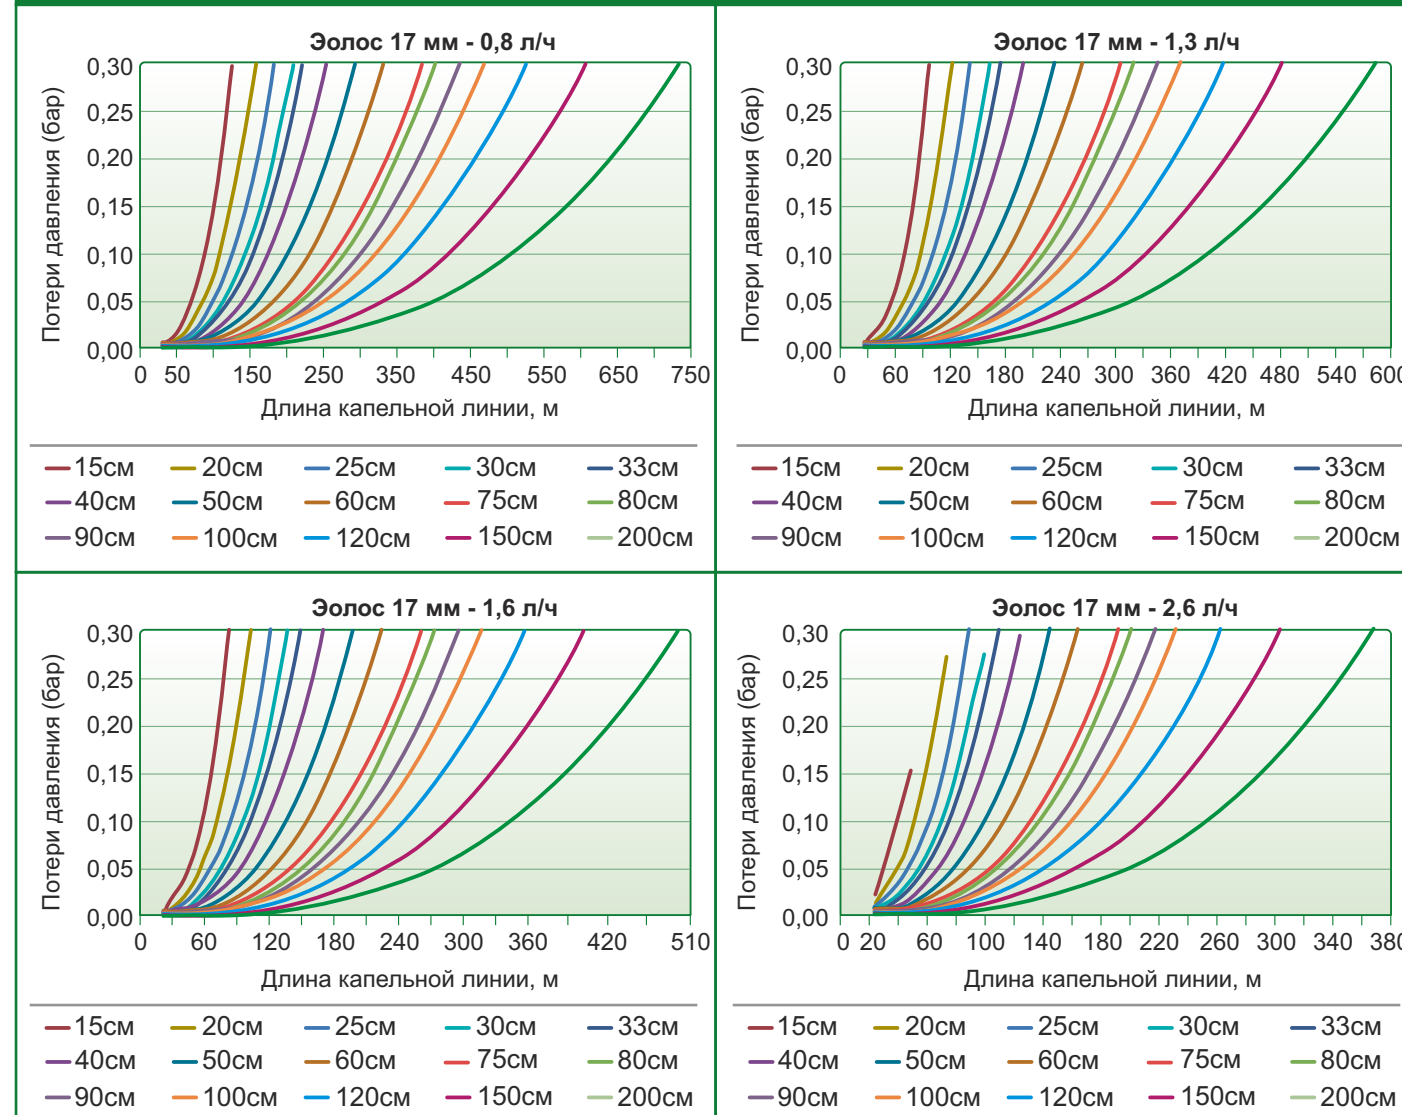 Эолос 17 мм - 0,8 л/ч
Потери давления (бар)
0,30
0,25
0,20
0,15
0,10
0,05
0,00
0 50 150 250 350 450 550 650 750
Длина капельной линии, м
15см 20см 25см 30см 33см
40см 50см 60см 75см 80см
90см 100см 120см 150см 200см
Эолос 17 мм - 1,3 л/ч
Потери давления (бар)
0,30
0,25
0,20
0,15
0,10
0,05
0,00
0 60 120 180 240 300 360 420 480 540 600
Длина капельной линии, м
15см 20см 25см 30см 33см
40см 50см 60см 75см 80см
90см 100см 120см 150см 200см
Эолос 17 мм - 1,6 л/ч
Потери давления (бар)
0,30
0,25
0,20
0,15
0,10
0,05
0,00
0 60 120 180 240 300 360 420 510
Длина капельной линии, м
15см 20см 25см 30см 33см
40см 50см 60см 75см 80см
90см 100см 120см 150см 200см
Эолос 17 мм - 2,6 л/ч
Потери давления (бар)
0,30
0,25
0,20
0,15
0,10
0,05
0,00
0 20 60 100 140 180 220 260 300 340 380
Длина капельной линии, м
15см 20см 25см 30см 33см
40см 50см 60см 75см 80см
90см 100см 120см 150см 200см